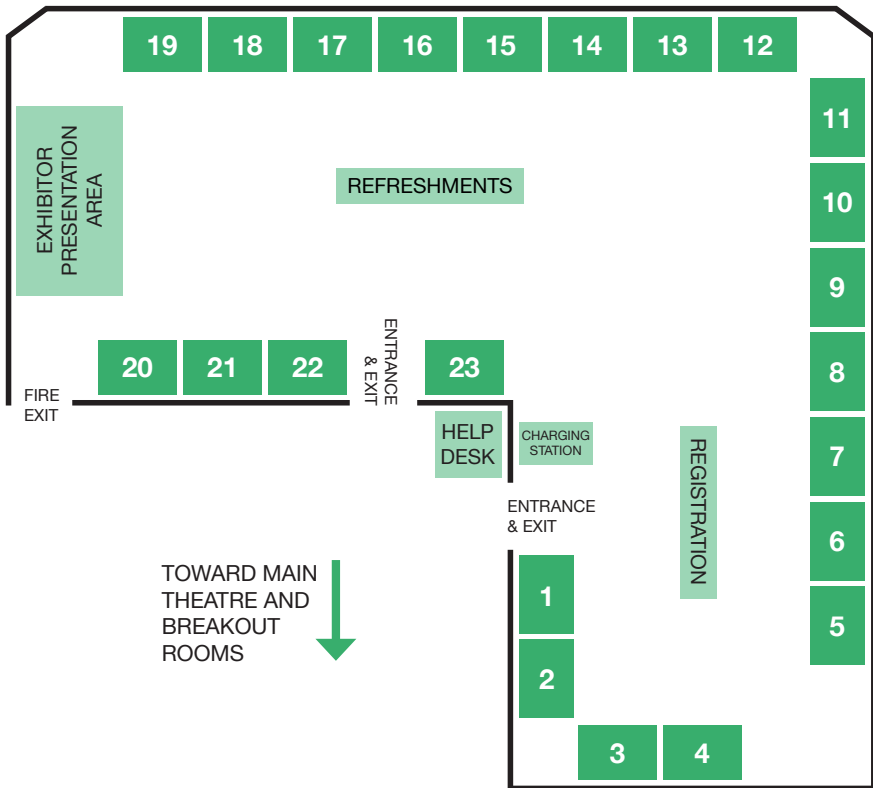 19 18 17 16 15 14 13 12
11
EXHIBITOR
PRESENTATION
AREA
REFRESHMENTS
10
9
ENTRANCE
& EXIT
20 21 22
23
8
FIRE
EXIT
HELP
DESK
CHARGING
STATION
REGISTRATION
7
ENTRANCE
& EXIT
6
TOWARD MAIN
THEATRE AND
BREAKOUT
ROOMS
1
5
2
3 4